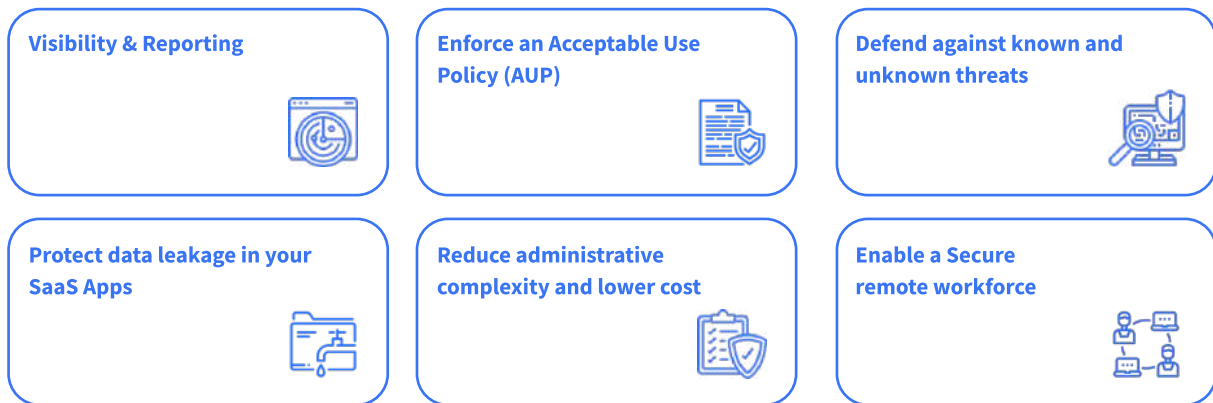 Visibility & Reporting
Enforce an Acceptable Use
Policy (AUP)
Defend against known and
unknown threats
Protect data leakage in your
SaaS Apps
Reduce administrative
complexity and lower cost
Enable a Secure
remote workforce